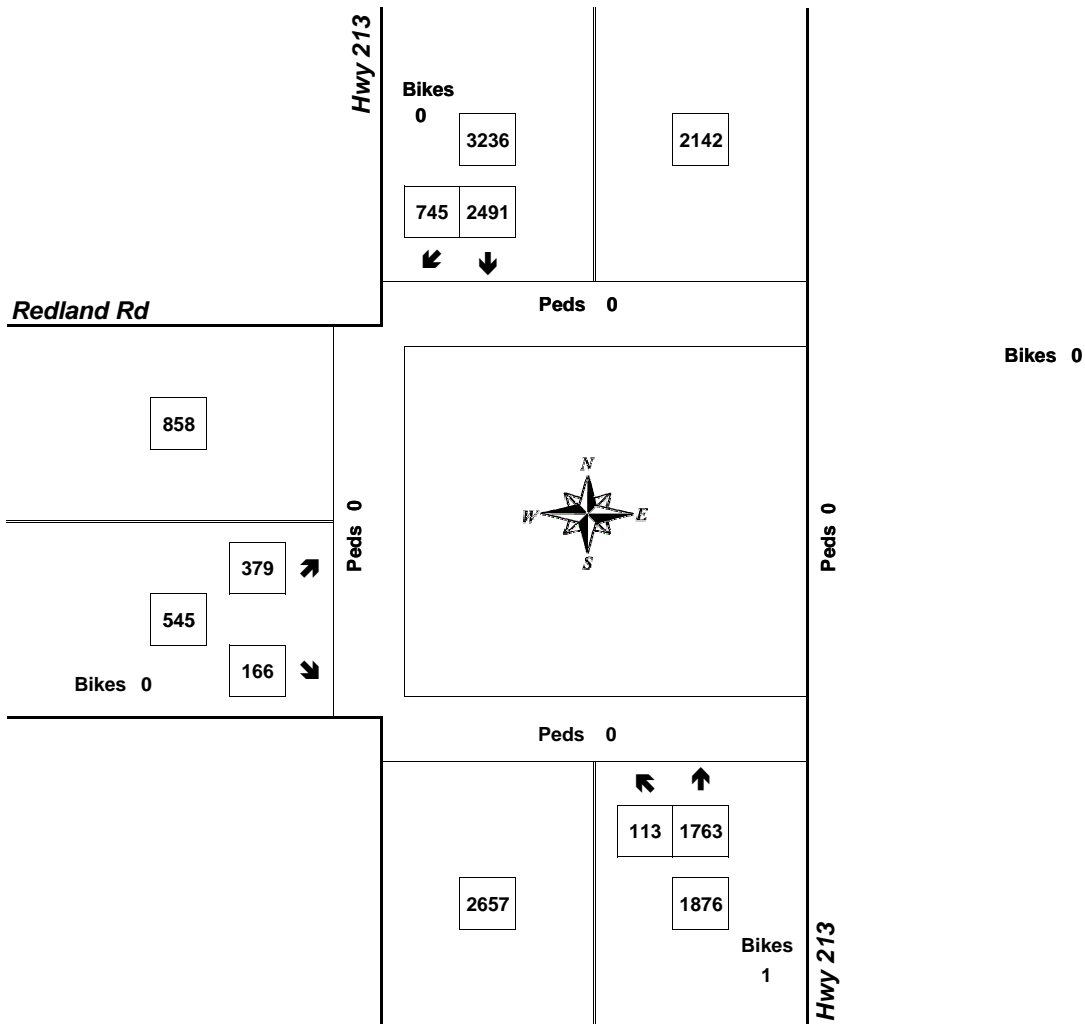 Hwy 213
Bikes
0
3236
2142
745 2491
Peds 0
Redland Rd
Bikes 0
858
N
W E
S
Peds 0
Peds 0
379
545
166
Bikes 0
Peds 0
113 1763
2657
1876
Bikes
1
Hwy 213